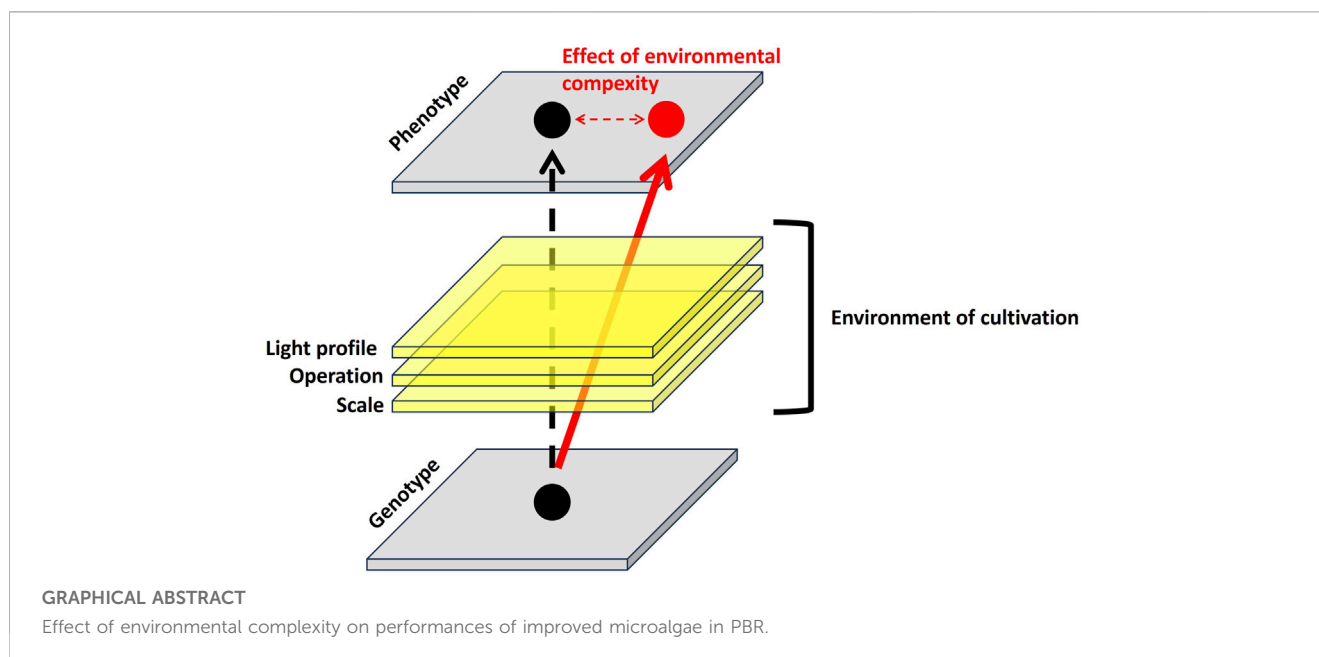 Effect of environmental
compexity
Phenotype
Light profile
Operation
Scale
Environment of cultivation
Genotype
GRAPHICAL ABSTRACT
Effect of environmental complexity on performances of improved microalgae in PBR.